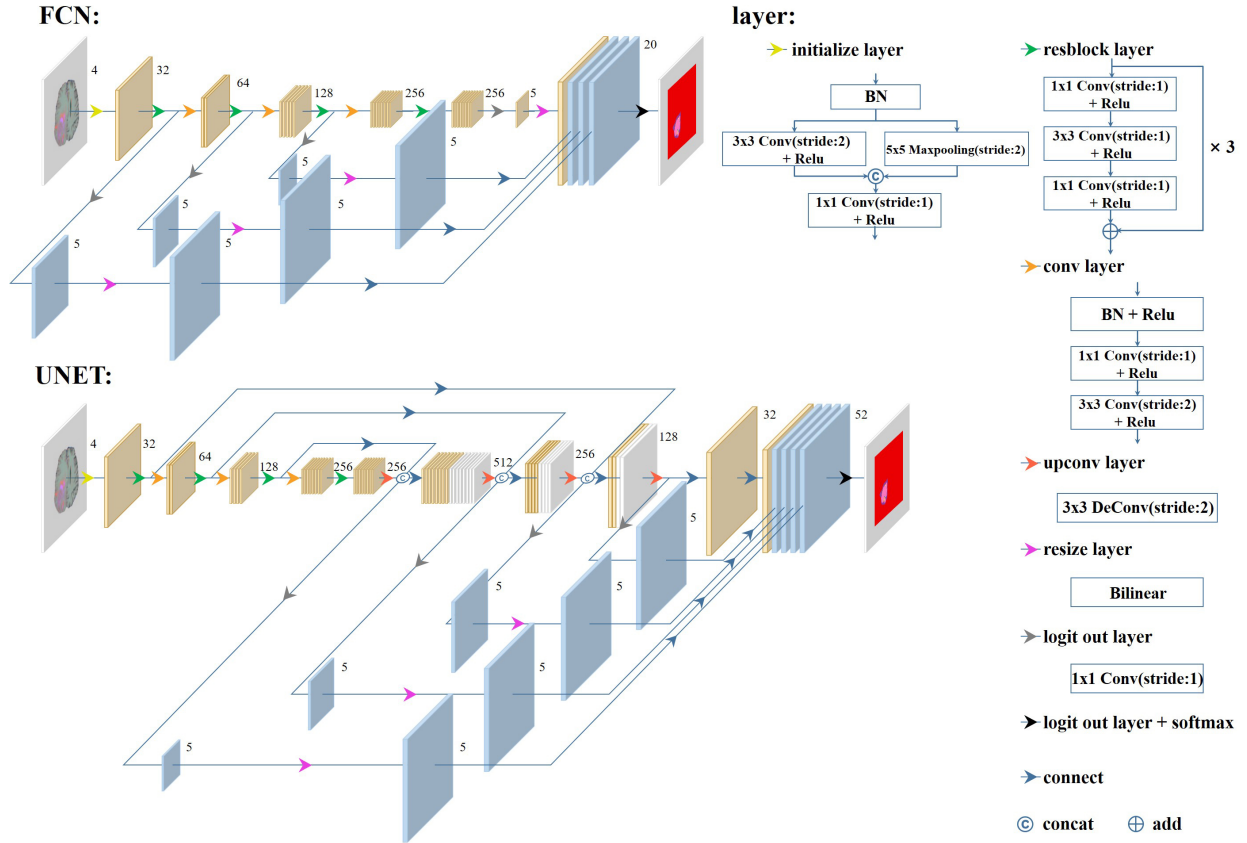 FCN:
4
32
64
128
256
256
5
20
5
5
5
5
5
5
UNET:
4
32
64
128
256
256
C
512
C
256
C
128
32
52
5
5
5
5
5
5
5
layer:
initialize layer
BN
3x3 Conv(stride:2)
+ Relu
5x5 Maxpooling(stride:2)
C
1x1 Conv(stride:1)
+ Relu
resblock layer
1x1 Conv(stride:1)
+ Relu
3x3 Conv(stride:1)
+ Relu
× 3
1x1 Conv(stride:1)
+ Relu
conv layer
BN + Relu
1x1 Conv(stride:1)
+ Relu
3x3 Conv(stride:2)
+ Relu
upconv layer
3x3 DeConv(stride:2)
resize layer
Bilinear
logit out layer
1x1 Conv(stride:1)
logit out layer + softmax
connect
C concat
add